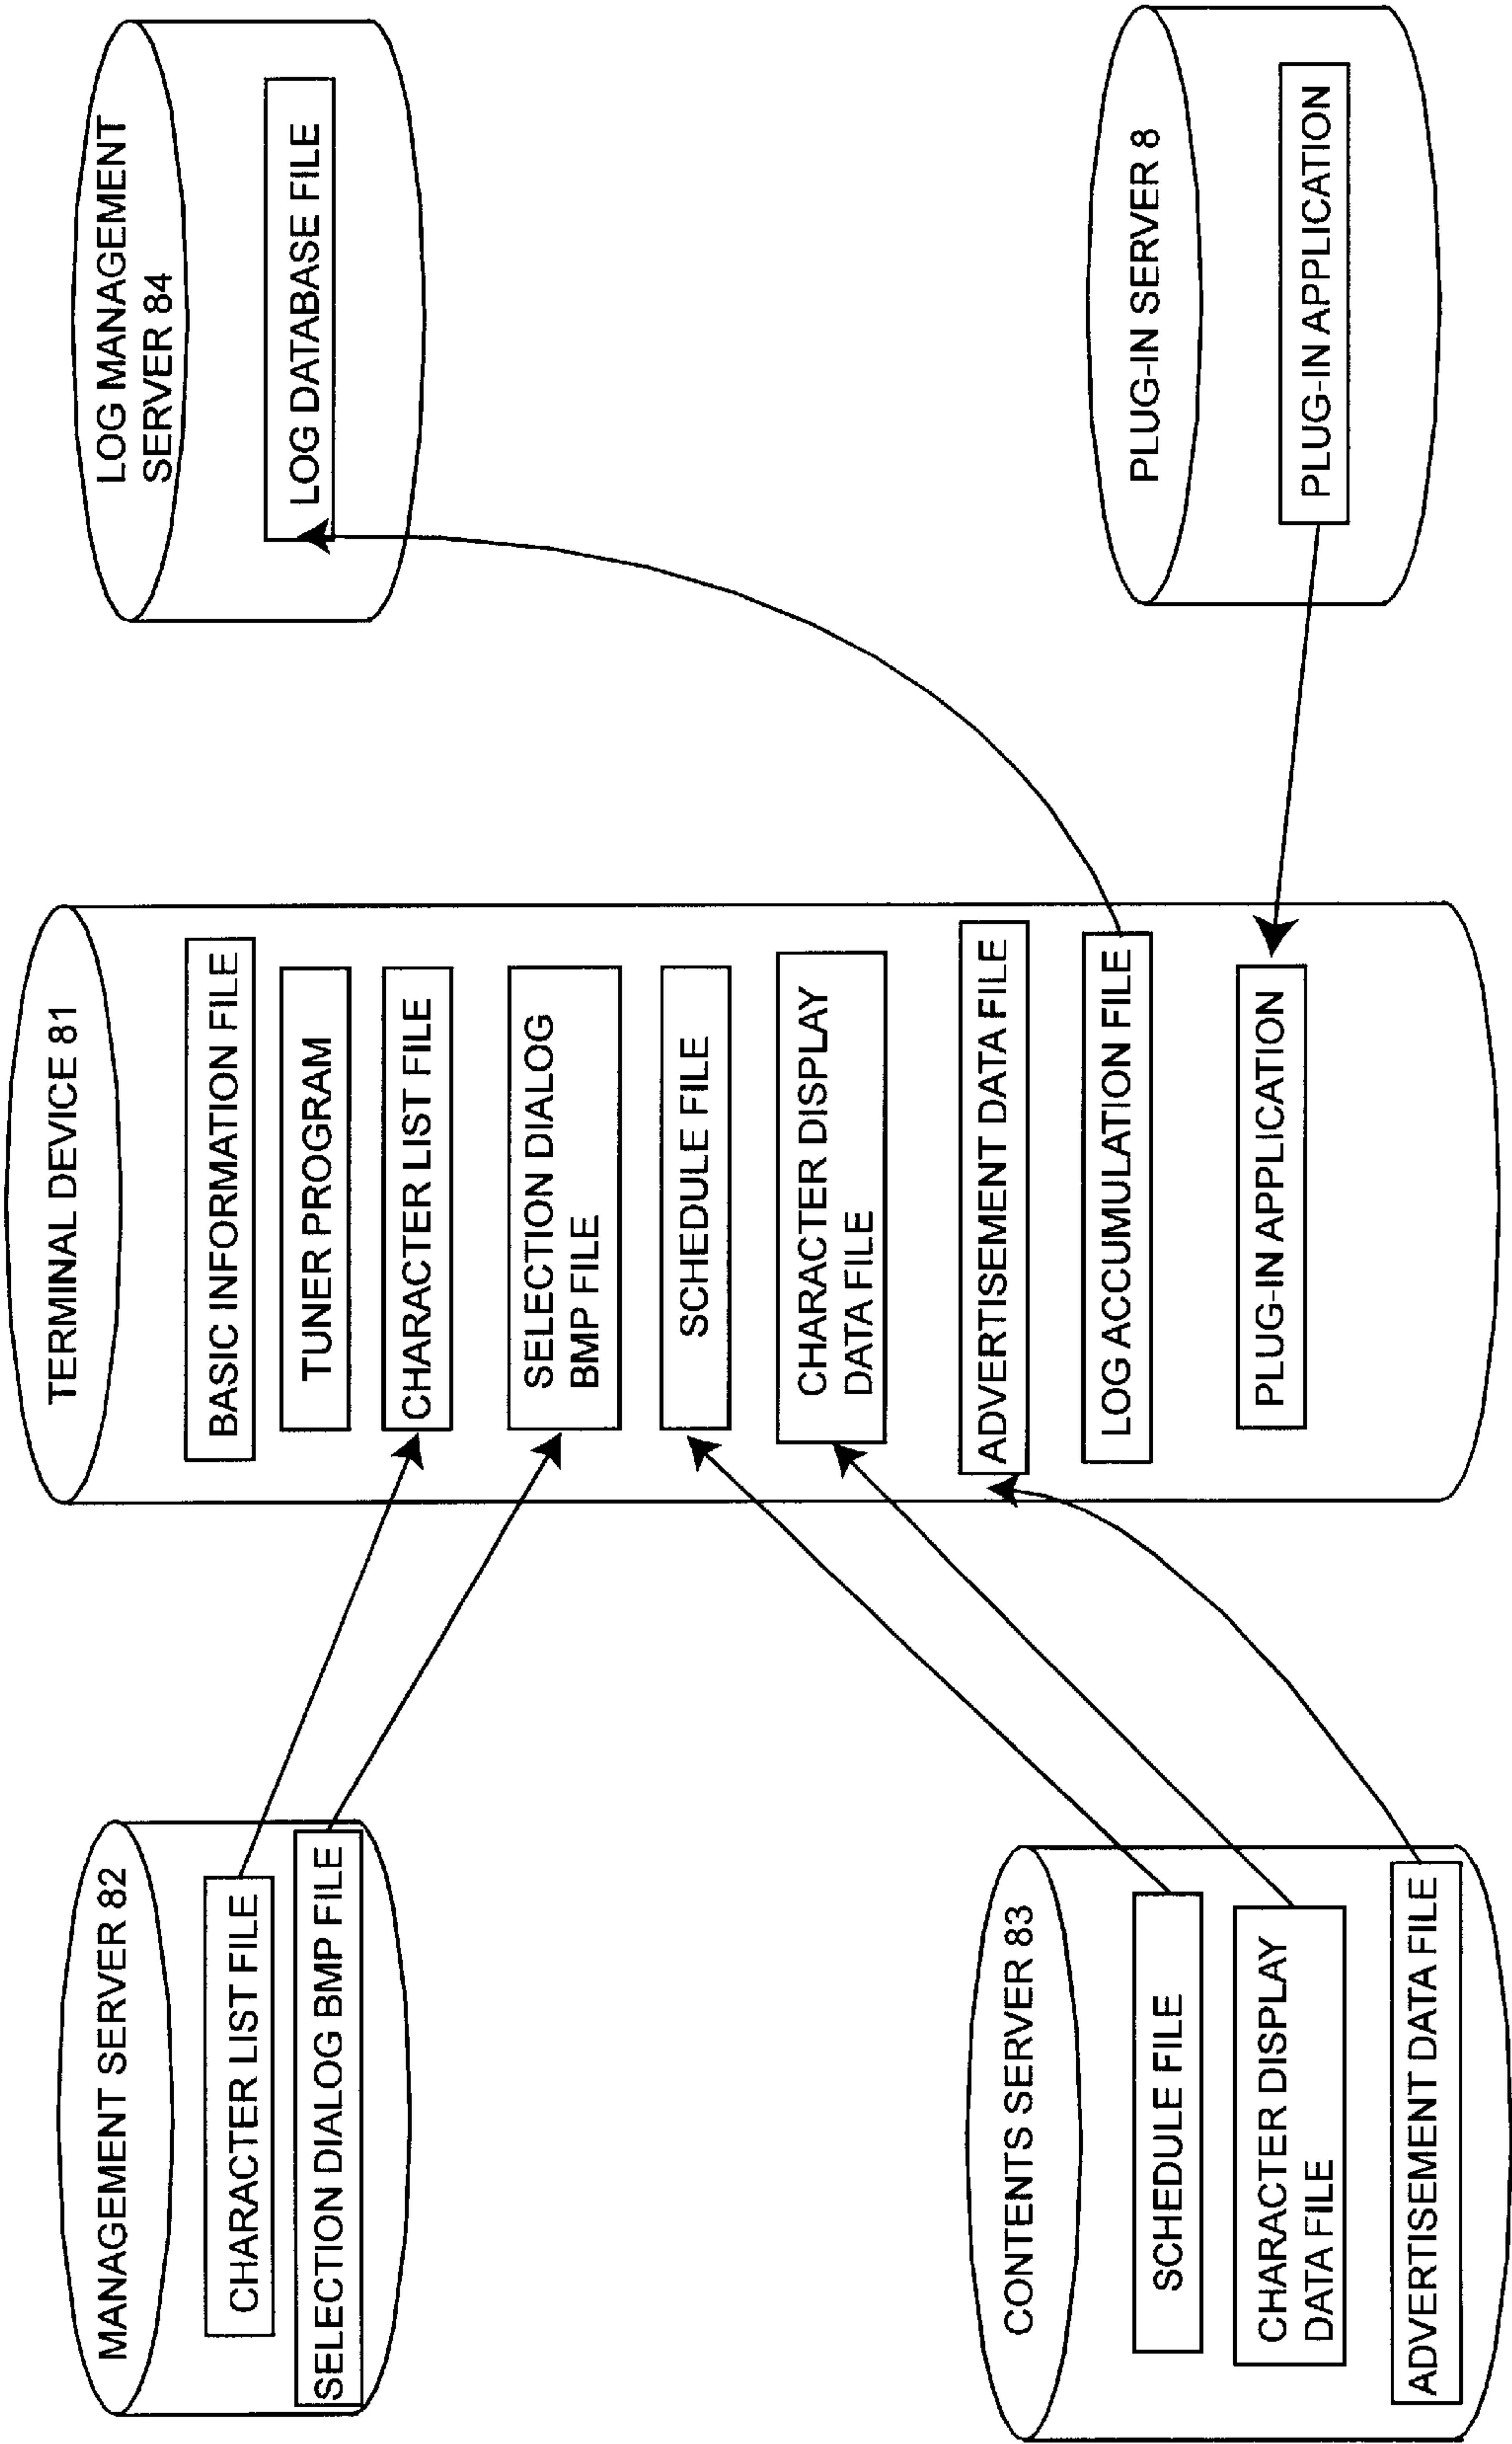 MANAGEMENT SERVER 82
CHARACTER LIST FILE
SELECTION DIALOG BMP FILE
CONTENTS SERVER 83
SCHEDULE FILE
CHARACTER DISPLAY
DATA FILE
ADVERTISEMENT DATA FILE
TERMINAL DEVICE 81
BASIC INFORMATION FILE
TUNER PROGRAM
CHARACTER LIST FILE
SELECTION DIALOG
BMP FILE
SCHEDULE FILE
CHARACTER DISPLAY
DATA FILE
ADVERTISEMENT DATA FILE
LOG ACCUMULATION FILE
PLUG-IN APPLICATION
LOG MANAGEMENT
SERVER 84
LOG DATABASE FILE
PLUG-IN SERVER 8
PLUG-IN APPLICATION